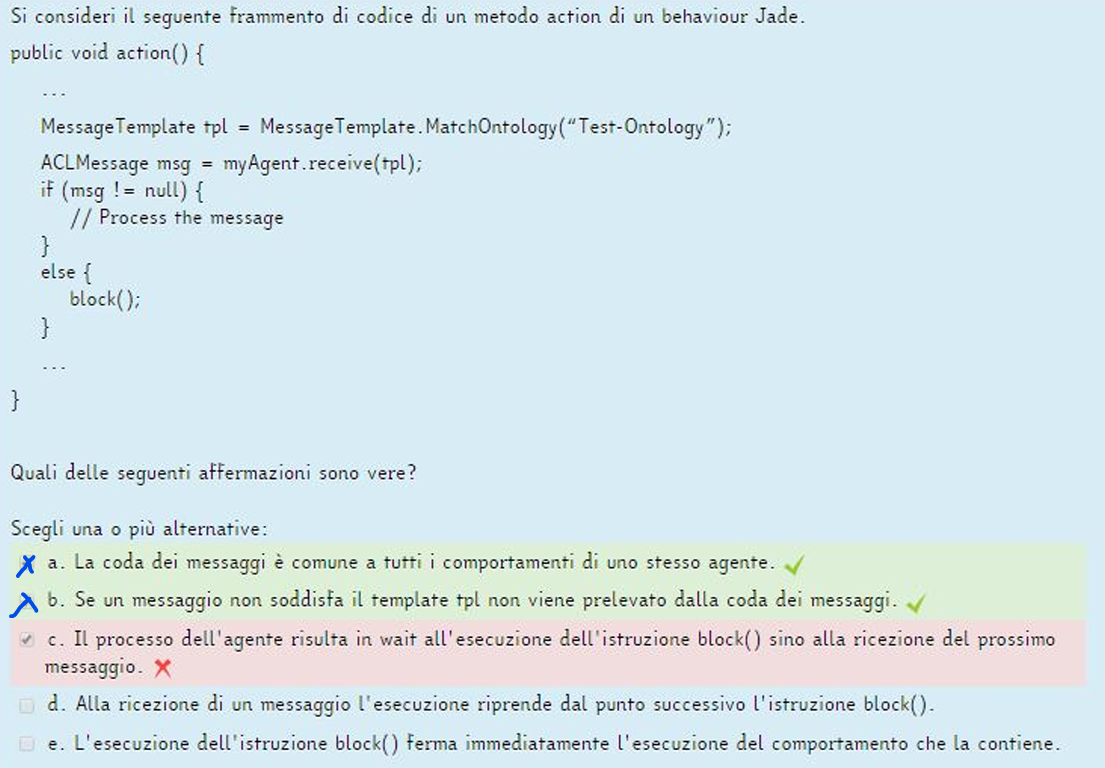 Si consideri il seguente frammento di codice di un metodo action di un behaviour Jade.
public void action() {
...
MessageTemplate tpl = MessageTemplate.MatchOntology(“Test-Ontology”);
ACLMessage msg = myAgent.receive(tpl);
if (msg != null) {
// Process the message
}
else {
block();
}
...
}
Quali delle seguenti affermazioni sono vere?
Scegli una o più alternative:
a. La coda dei messaggi è comune a tutti i comportamenti di uno stesso agente.
b. Se un messaggio non soddisfa il template tpl non viene prelevato dalla coda dei messaggi.
c. Il processo dell'agente risulta in wait all'esecuzione dell'istruzione block() sino alla ricezione del prossimo
messaggio.
d. Alla ricezione di un messaggio l'esecuzione riprende dal punto successivo l'istruzione block().
e. L'esecuzione dell'istruzione block() ferma immediatamente l'esecuzione del comportamento che la contiene.